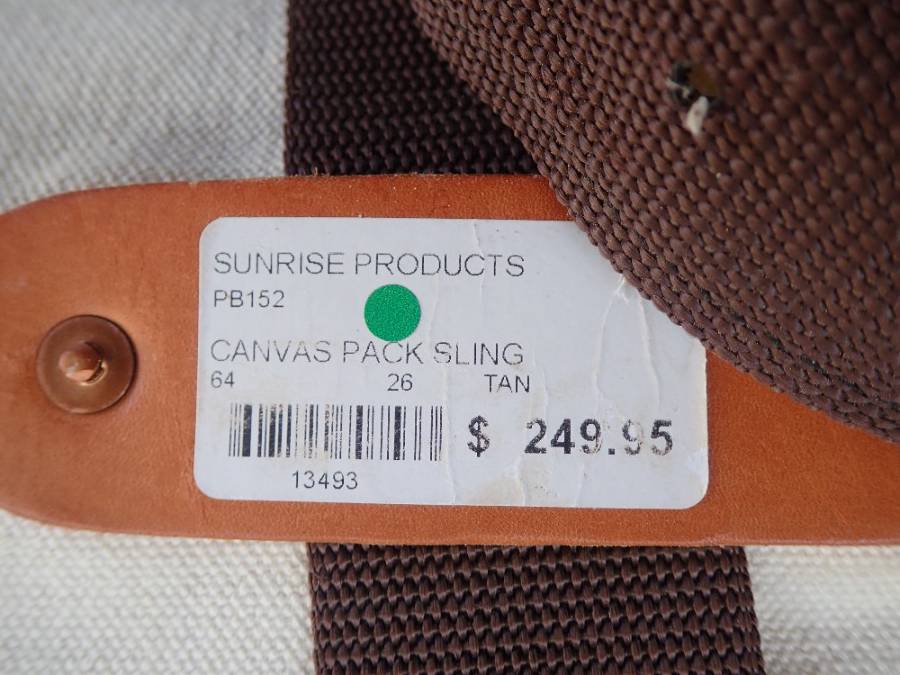 SUNRISE PRODUCTS
PB152
CANVAS PACK SLING
64 26 TAN
$ 249.95
13493